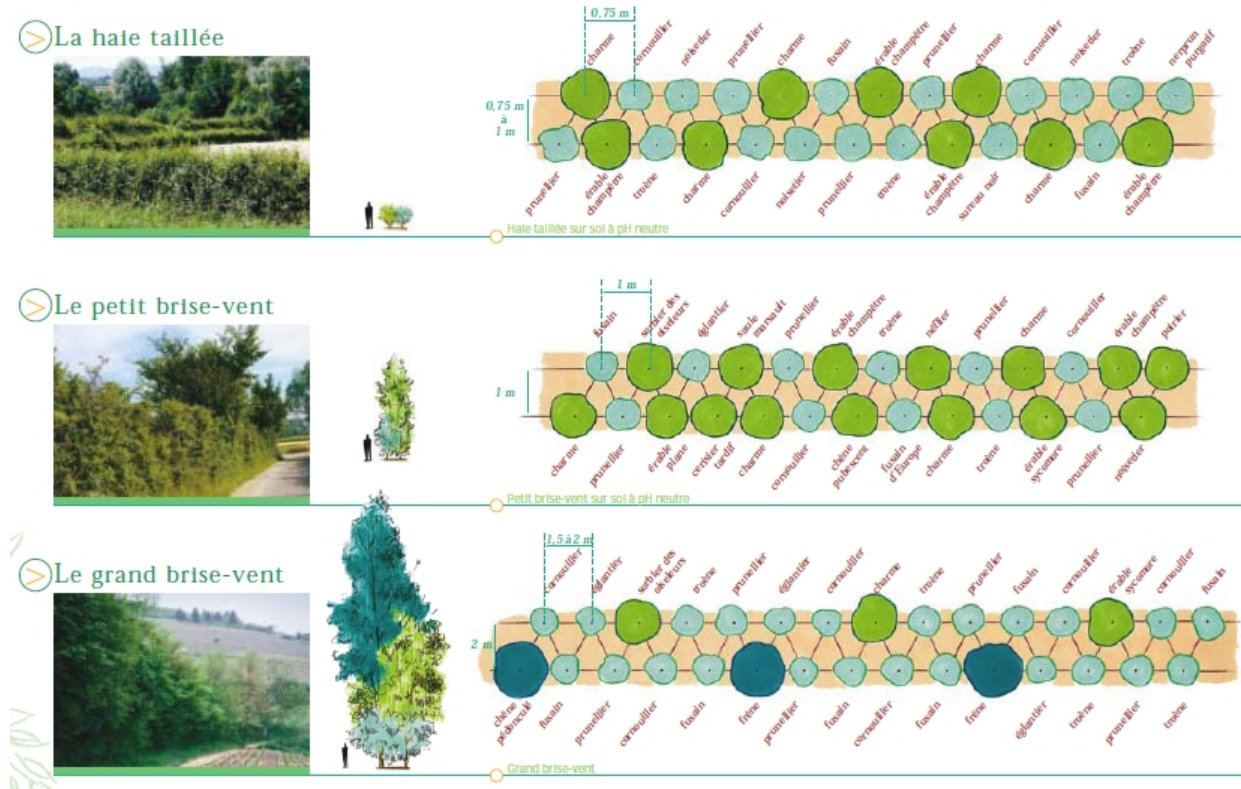 La haie taillée
0,75 m
charme
cornouiller
noisetier
prunellier
charme
fusain
érable
champêtre
prunellier
charme
cornouiller
noisetier
troène
nerprun
purgatif
0,75 m
à
1 m
prunellier
érable
champêtre
troène
charme
cornouiller
noisetier
prunellier
troène
érable
champêtre
sureau noir
charme
fusain
érable
champêtre
Haie taillée sur sol à pH neutre
Le petit brise-vent
1 m
fusain
sorbier des
oiseleurs
églantier
saule
marsault
prunellier
érable
champêtre
troène
néflier
prunellier
charme
cornouiller
érable
champêtre
poirier
1 m
charme
prunellier
érable
plane
cerisier
tardif
charme
cornouiller
chêne
pubescent
fusain
d'Europe
charme
troène
érable
sycomore
prunellier
noisetier
Petit brise-vent sur sol à pH neutre
Le grand brise-vent
1,5 à 2 m
cornouiller
églantier
sorbier des
oiseleurs
troène
prunellier
églantier
cornouiller
charme
troène
prunellier
fusain
cornouiller
érable
sycomore
cornouiller
fusain
2 m
chêne
pédonculé
fusain
prunellier
cornouiller
fusain
frêne
prunellier
fusain
cornouiller
fusain
frêne
églantier
troène
prunellier
troène
Grand brise-vent